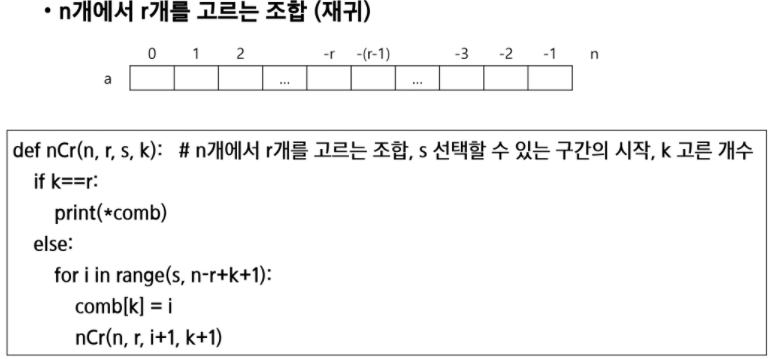 • n개에서 r개를 고르는 조합 (재귀)
0 1 2 -r -(r-1) -3 -2 -1 n
a ... ...
def nCr(n, r, s, k):   # n개에서 r개를 고르는 조합, s 선택할 수 있는 구간의 시작, k 고른 개수
    if k==r:
        print(*comb)
    else:
        for i in range(s, n-r+k+1):
            comb[k] = i
            nCr(n, r, i+1, k+1)